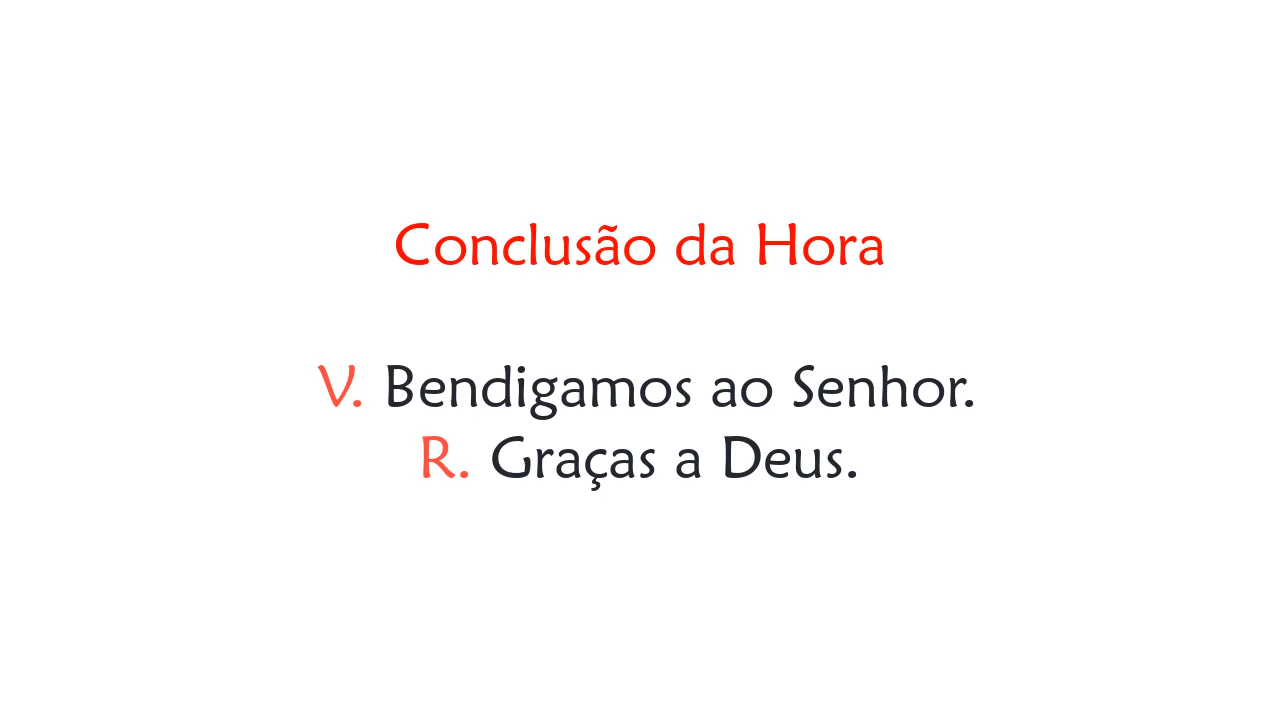 Conclusão da Hora
V. Bendigamos ao Senhor.
R. Graças a Deus.